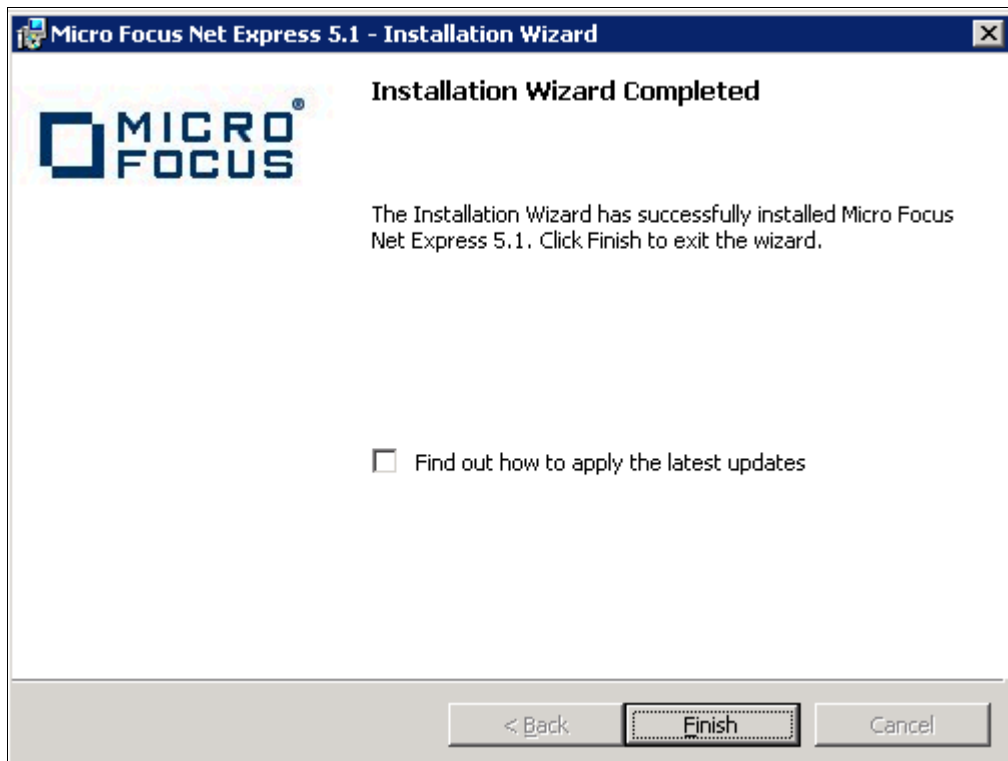 Micro Focus Net Express 5.1 - Installation Wizard
MICRO
FOCUS
®
Installation Wizard Completed
The Installation Wizard has successfully installed Micro Focus
Net Express 5.1. Click Finish to exit the wizard.
Find out how to apply the latest updates
< Back
Finish
Cancel